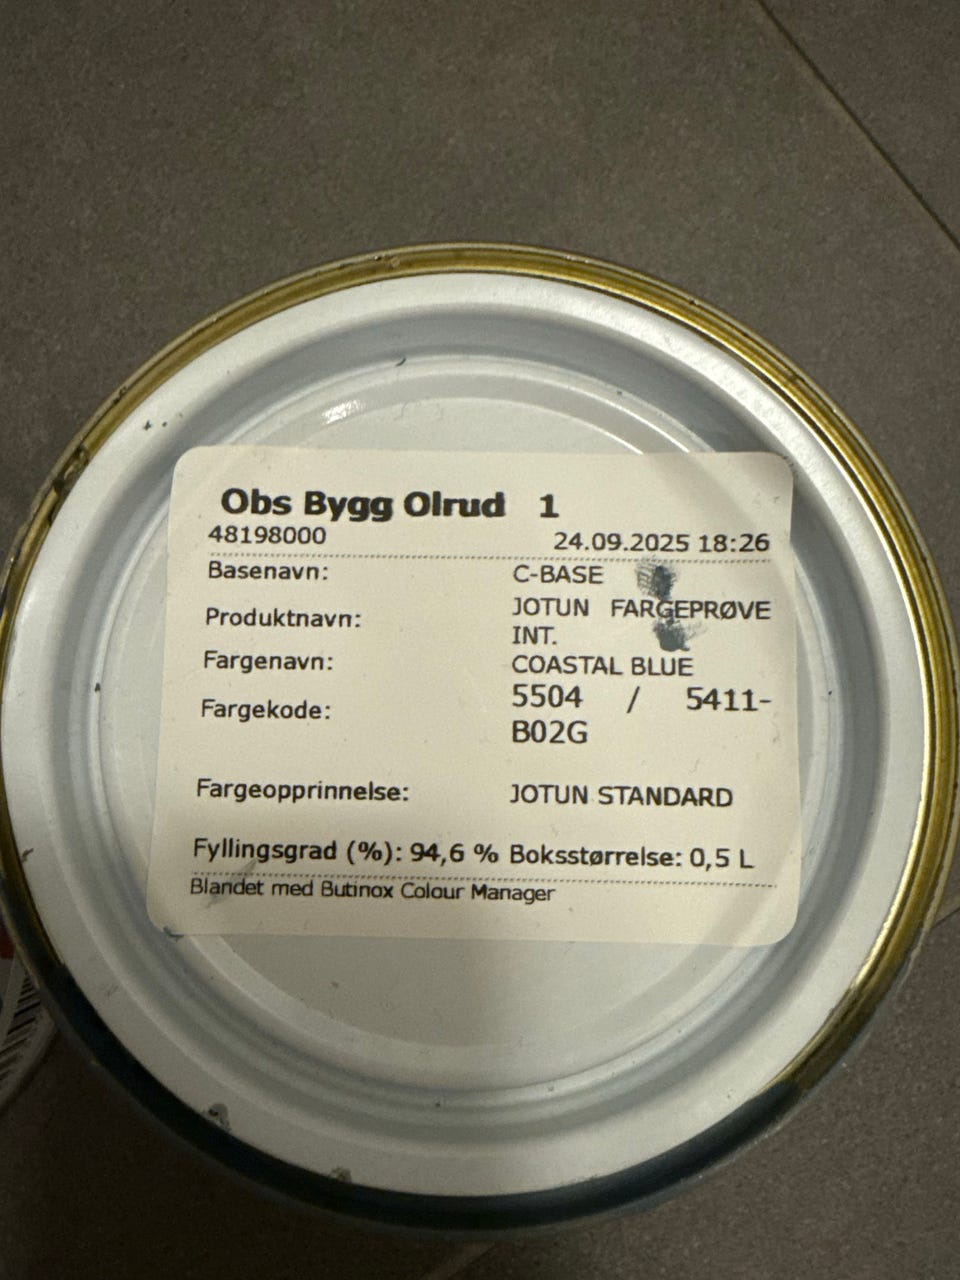 Obs Bygg Olrud 1
48198000 24.09.2025 18:26
Basenavn: C-BASE
Produktnavn: JOTUN FARGEPRØVE
INT.
Fargenavn: COASTAL BLUE
Fargekode: 5504 / 5411-
B02G
Fargeopprinnelse: JOTUN STANDARD
Fyllingsgrad (%): 94,6 % Boksstørrelse: 0,5 L
Blandet med Butinox Colour Manager